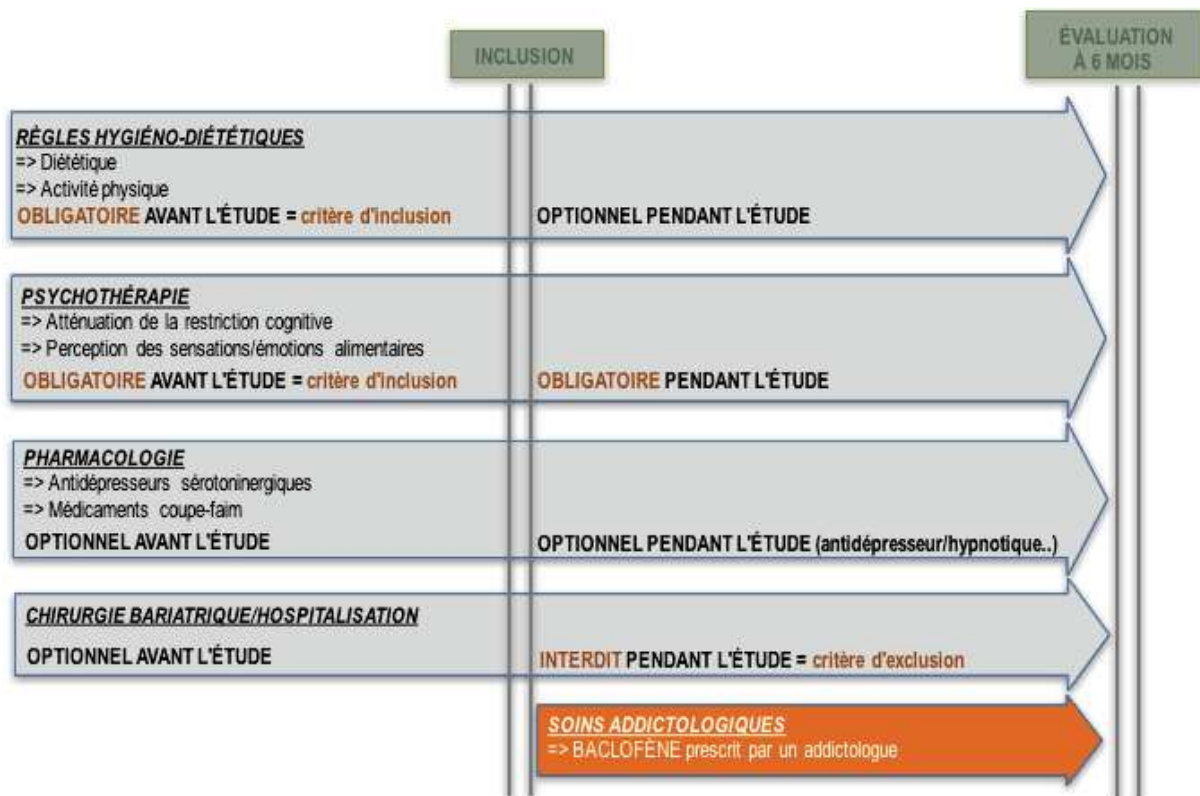 INCLUSION
ÉVALUATION
À 6 MOIS
RÈGLES HYGIÉNO-DIÉTÉTIQUES
=> Diététique
=> Activité physique
OBLIGATOIRE AVANT L'ÉTUDE = critère d'inclusion
OPTIONNEL PENDANT L'ÉTUDE
PSYCHOTHÉRAPIE
=> Atténuation de la restriction cognitive
=> Perception des sensations/émotions alimentaires
OBLIGATOIRE AVANT L'ÉTUDE = critère d'inclusion
OBLIGATOIRE PENDANT L'ÉTUDE
PHARMACOLOGIE
=> Antidépresseurs sérotoninergiques
=> Médicaments coupe-faim
OPTIONNEL AVANT L'ÉTUDE
OPTIONNEL PENDANT L'ÉTUDE (antidépresseur/hypnotique..)
CHIRURGIE BARIATRIQUE/HOSPITALISATION
OPTIONNEL AVANT L'ÉTUDE
INTERDIT PENDANT L'ÉTUDE = critère d'exclusion
SOINS ADDICTOLOGIQUES
=> BACLOFÈNE prescrit par un addictologue